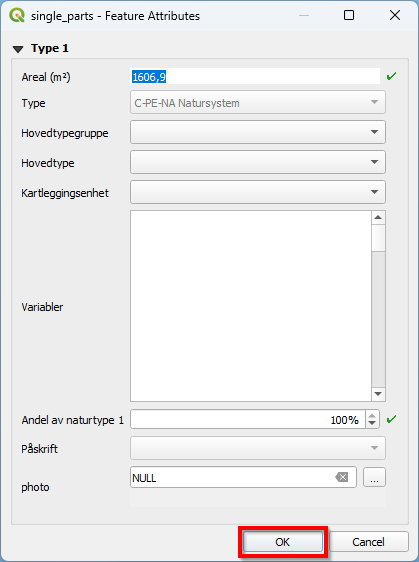 single_parts - Feature Attributes
Type 1
Areal (m²) 1606,9
Type C-PE-NA Natursystem
Hovedtypegruppe
Hovedtype
Kartleggingsenhet
Variabler
Andel av naturtype 1 100%
Påskrift
photo NULL ...
OK Cancel